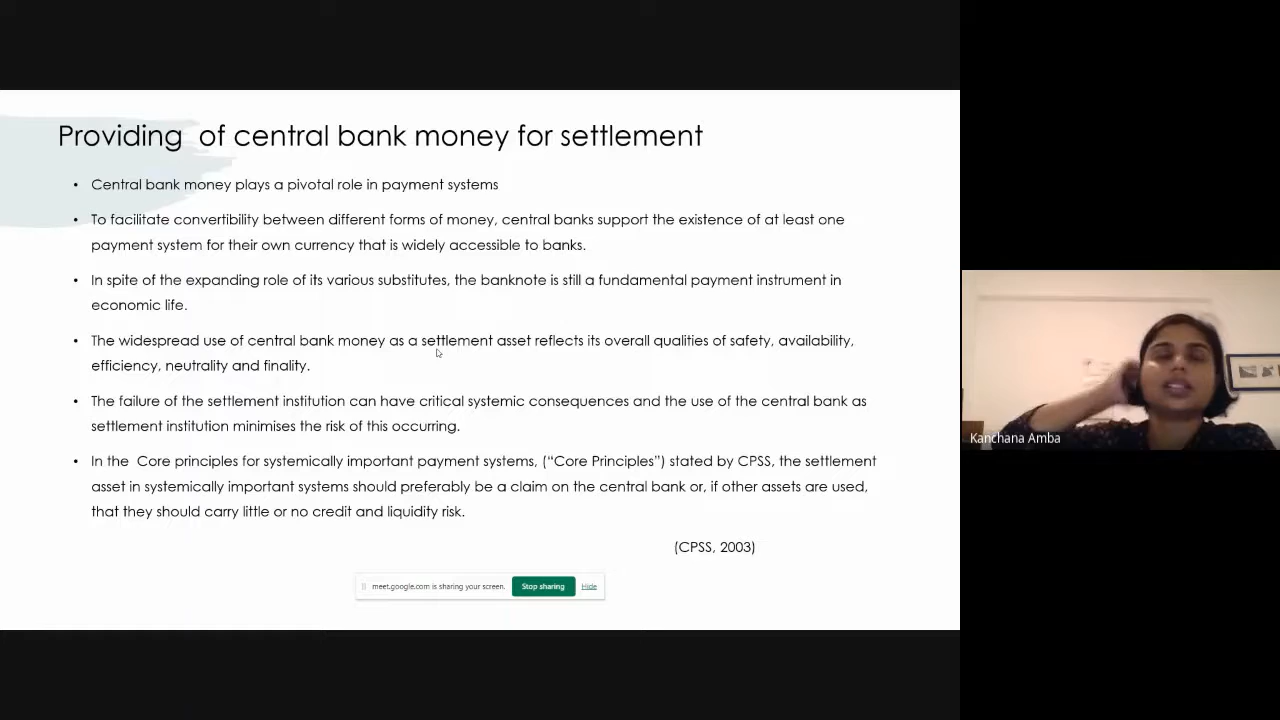 Providing of central bank money for settlement
• Central bank money plays a pivotal role in payment systems
• To facilitate convertibility between different forms of money, central banks support the existence of at least one
payment system for their own currency that is widely accessible to banks.
• In spite of the expanding role of its various substitutes, the banknote is still a fundamental payment instrument in
economic life.
• The widespread use of central bank money as a settlement asset reflects its overall qualities of safety, availability,
efficiency, neutrality and finality.
• The failure of the settlement institution can have critical systemic consequences and the use of the central bank as
settlement institution minimises the risk of this occurring.
• In the Core principles for systemically important payment systems, (“Core Principles”) stated by CPSS, the settlement
asset in systemically important systems should preferably be a claim on the central bank or, if other assets are used,
that they should carry little or no credit and liquidity risk.
(CPSS, 2003)
meet.google.com is sharing your screen. Stop sharing Hide
Kanchana Amba